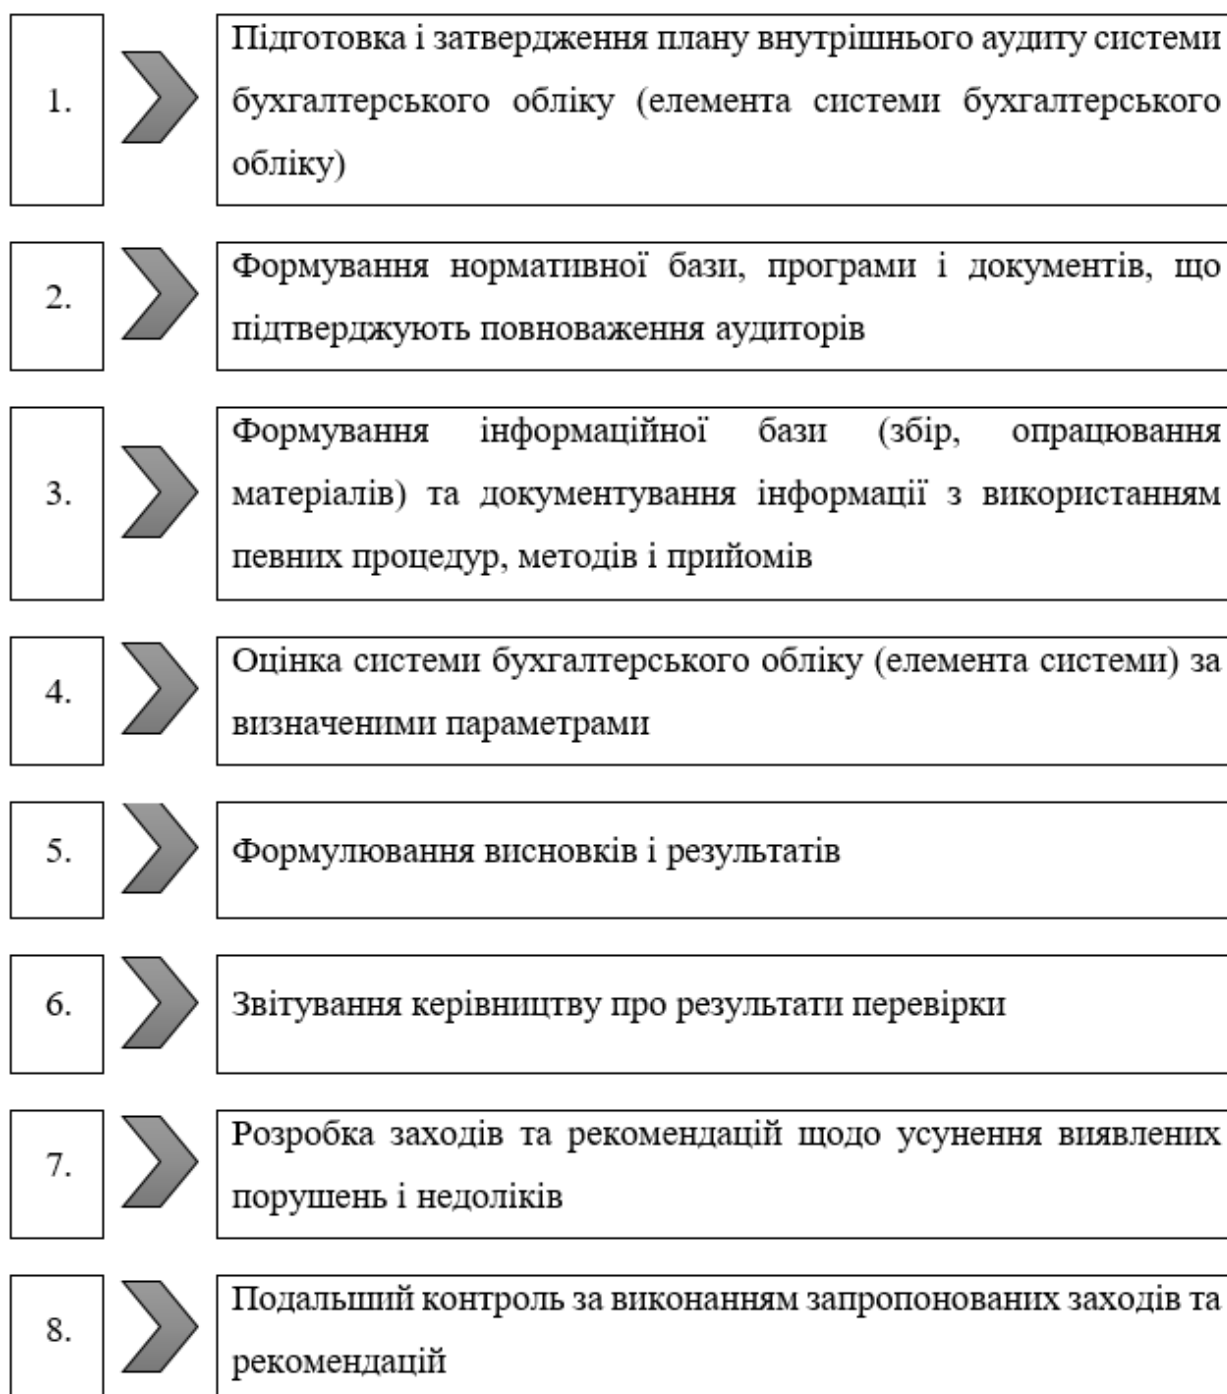 1.
Підготовка і затвердження плану внутрішнього аудиту системи
бухгалтерського обліку (елемента системи бухгалтерського
обліку)
2.
Формування нормативної бази, програми і документів, що
підтверджують повноваження аудиторів
3.
Формування інформаційної бази (збір, опрацювання
матеріалів) та документування інформації з використанням
певних процедур, методів і прийомів
4.
Оцінка системи бухгалтерського обліку (елемента системи) за
визначеними параметрами
5.
Формулювання висновків і результатів
6.
Звітування керівництву про результати перевірки
7.
Розробка заходів та рекомендацій щодо усунення виявлених
порушень і недоліків
8.
Подальший контроль за виконанням запропонованих заходів та
рекомендацій